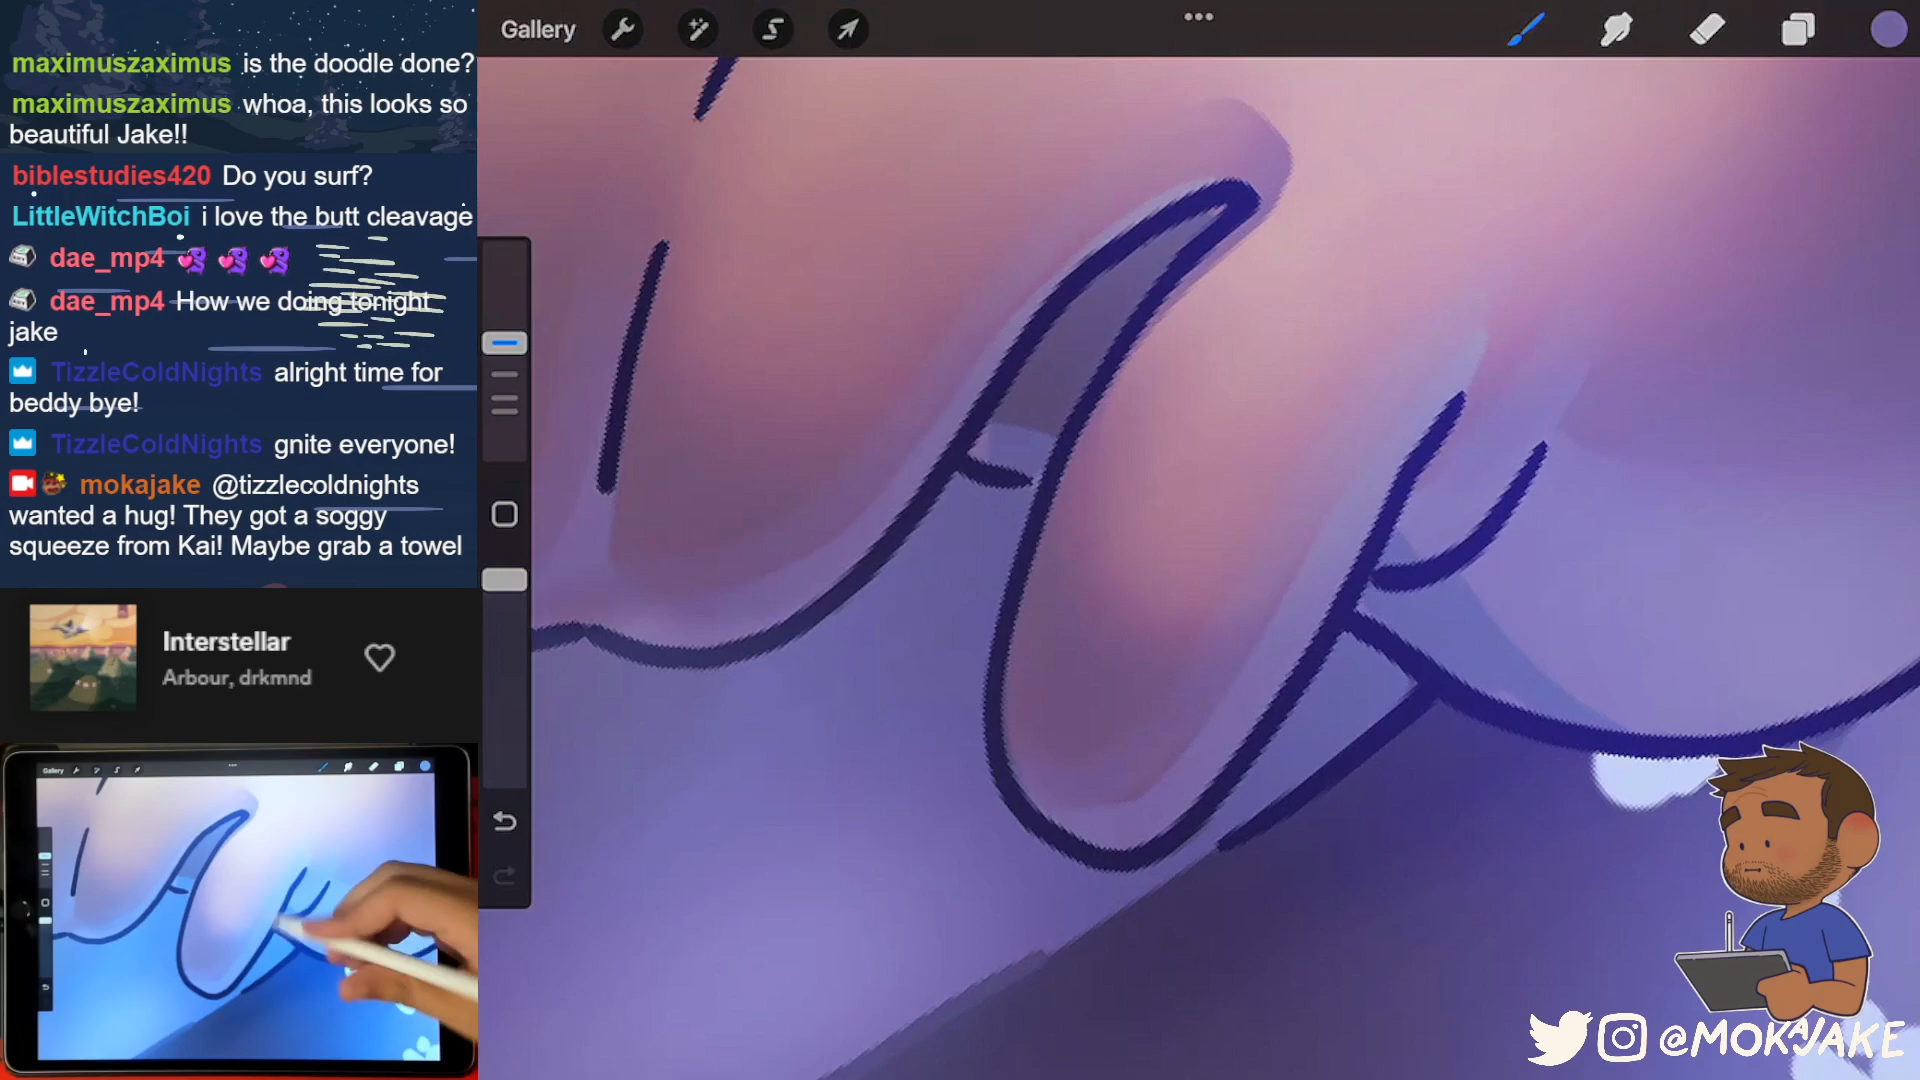 maximuszaximus is the doodle done?
maximuszaximus whoa, this looks so
beautiful Jake!!
biblestudies420 Do you surf?
LittleWitchBoi i love the butt cleavage
dae_mp4
dae_mp4 How we doing tonight
jake
TizzleColdNights alright time for
beddy bye!
TizzleColdNights gnite everyone!
mokajake @tizzlecoldnights
wanted a hug! They got a soggy
squeeze from Kai! Maybe grab a towel
Interstellar
Arbour, drkmnd
Gallery
Gallery
@MOKAJAKE